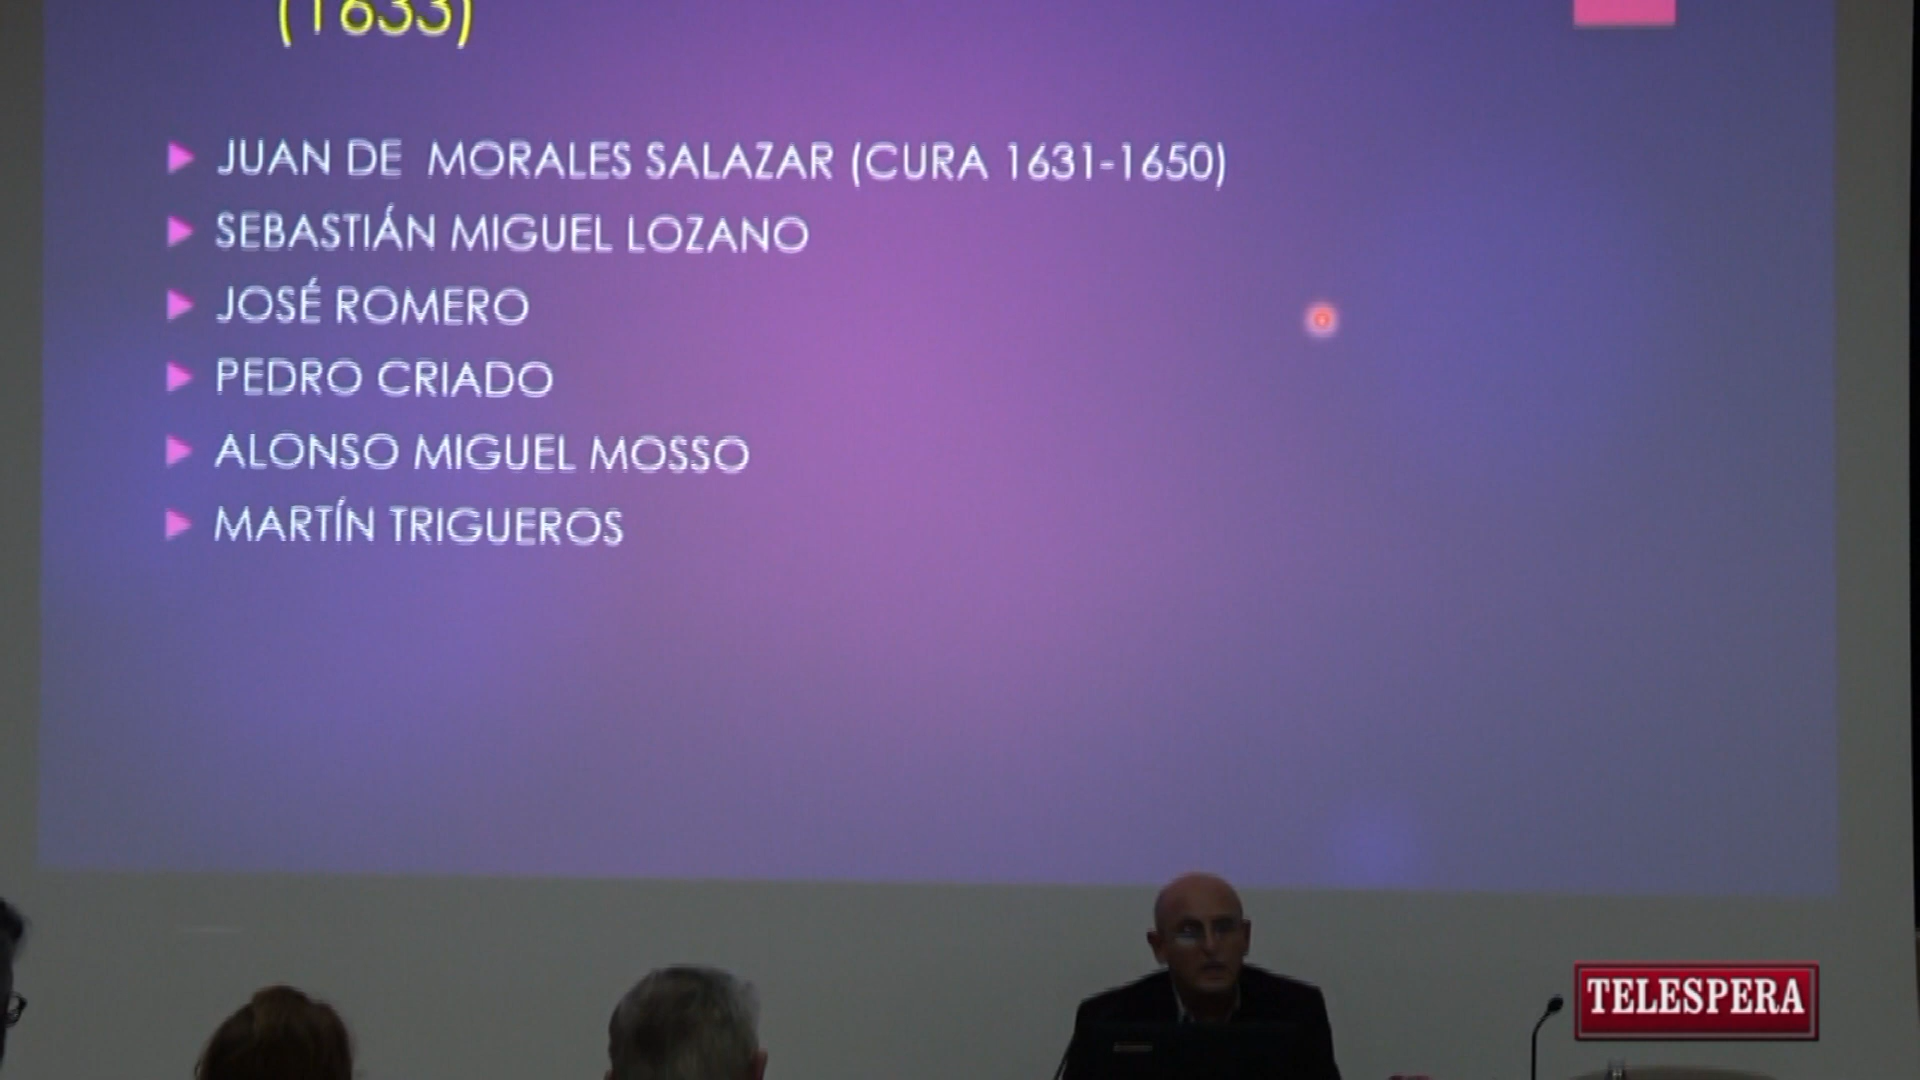 (1633)
JUAN DE MORALES SALAZAR (CURA 1631-1650)
SEBASTIÁN MIGUEL LOZANO
JOSÉ ROMERO
PEDRO CRIADO
ALONSO MIGUEL MOSSO
MARTÍN TRIGUEROS
TELESPERA